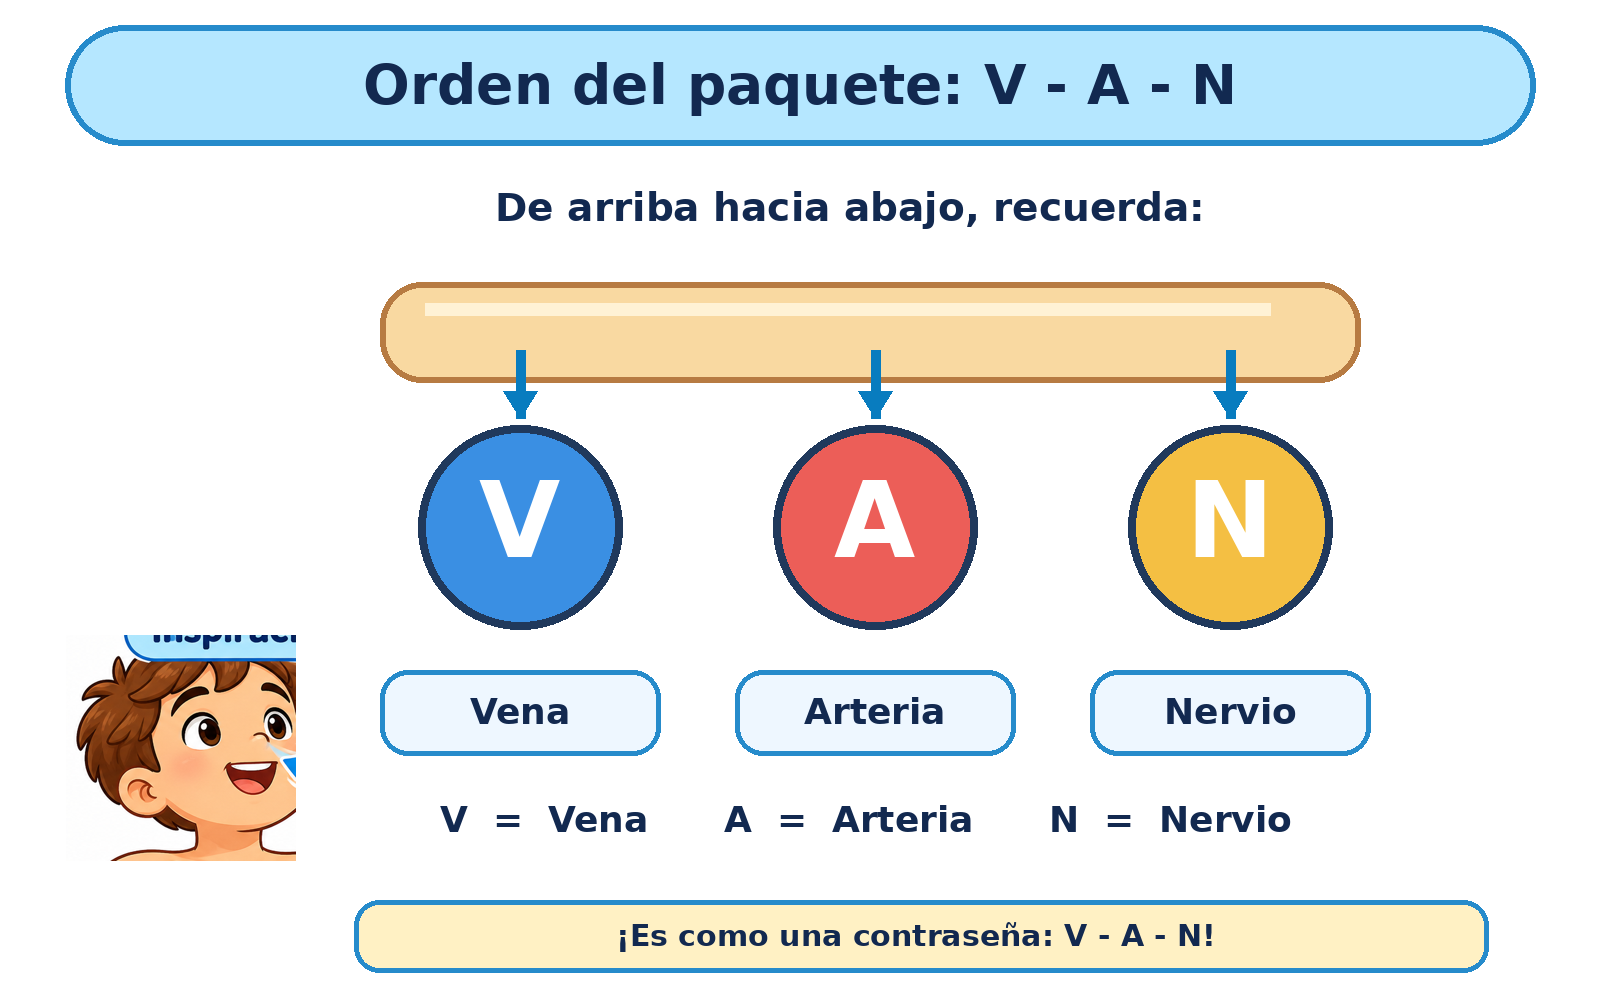 Orden del paquete: V - A - N
De arriba hacia abajo, recuerda:
V A N
Vena Arteria Nervio
V = Vena A = Arteria N = Nervio
¡Es como una contraseña: V - A - N!